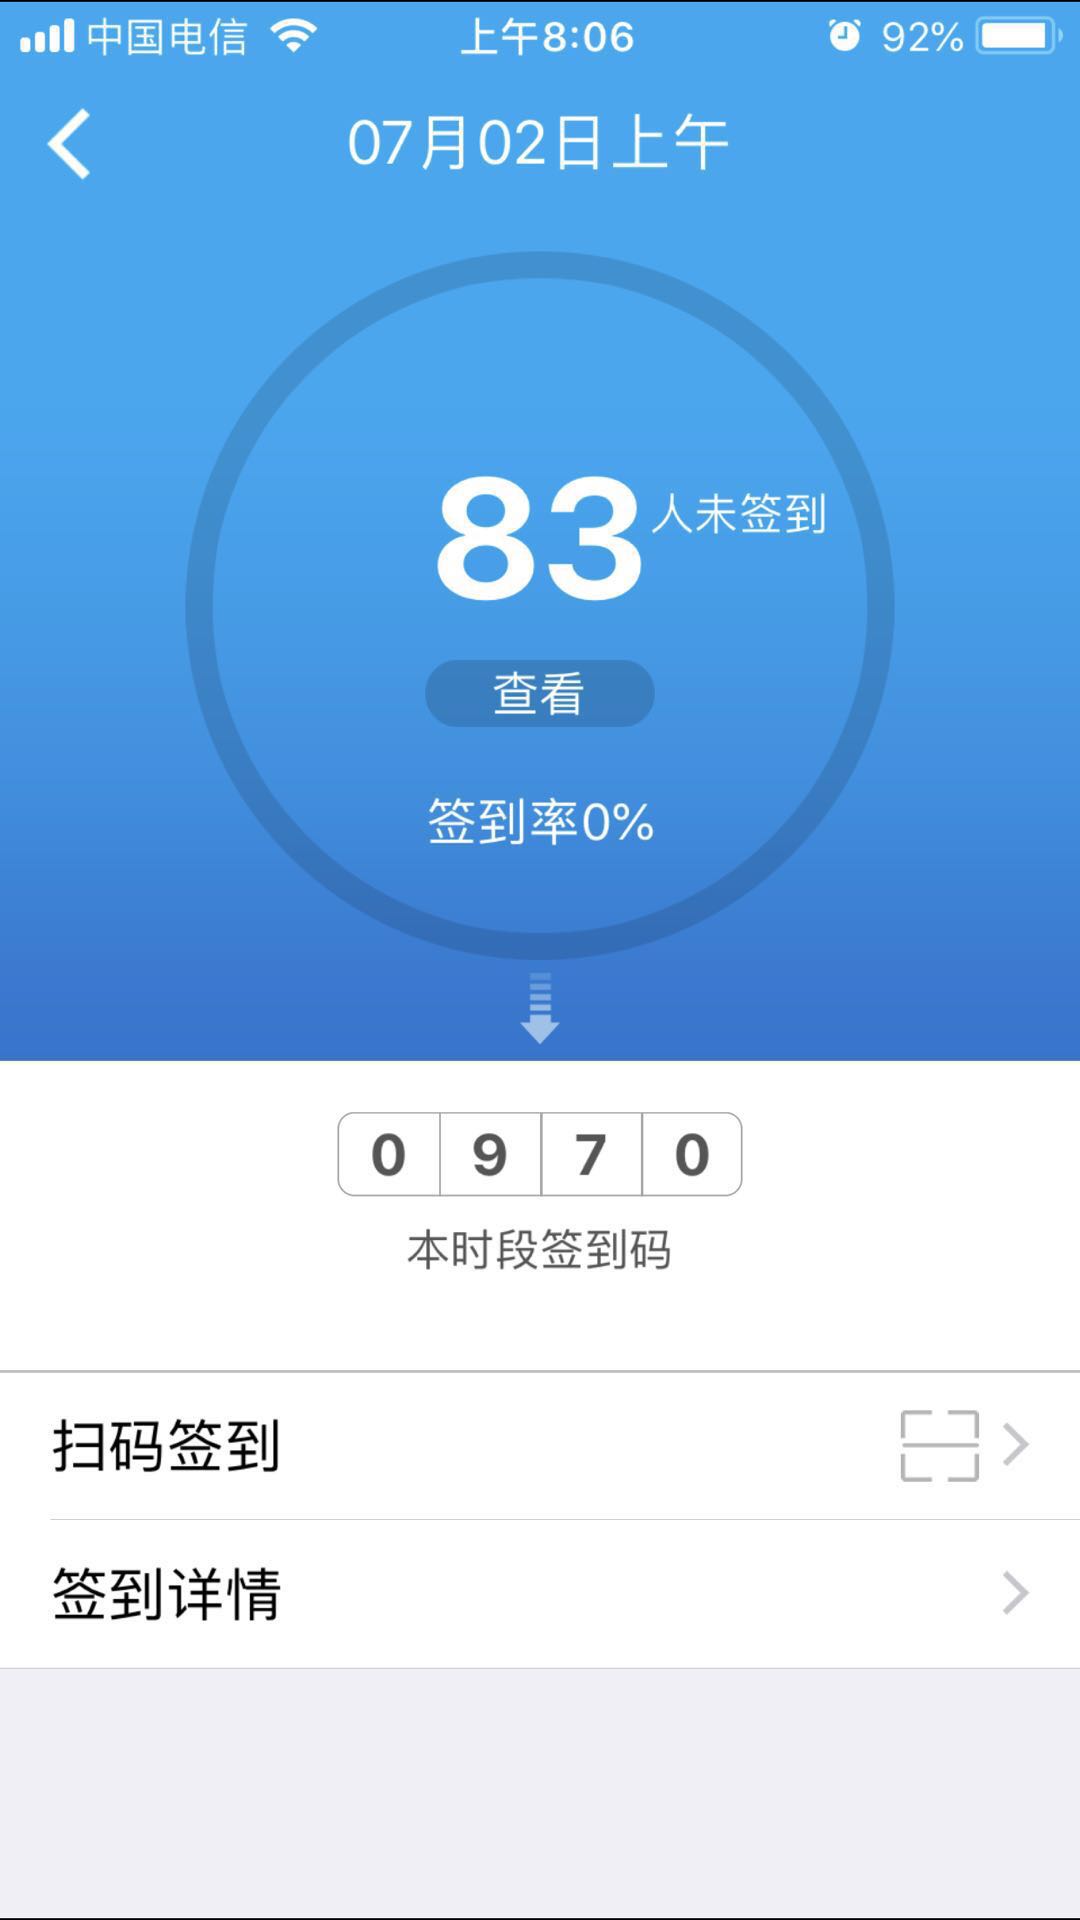 中国电信 上午8:06 92%
07月02日上午
83人未签到
查看
签到率0%
0 9 7 0
本时段签到码
扫码签到
签到详情